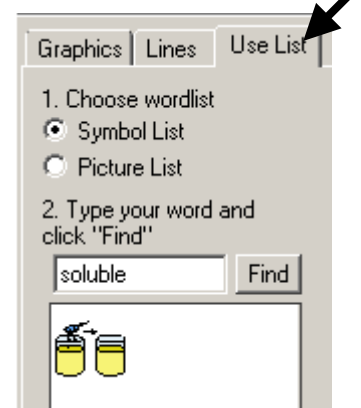 Graphics Lines Use List
1. Choose wordlist
Symbol List
Picture List
2. Type your word and
click "Find"
soluble Find